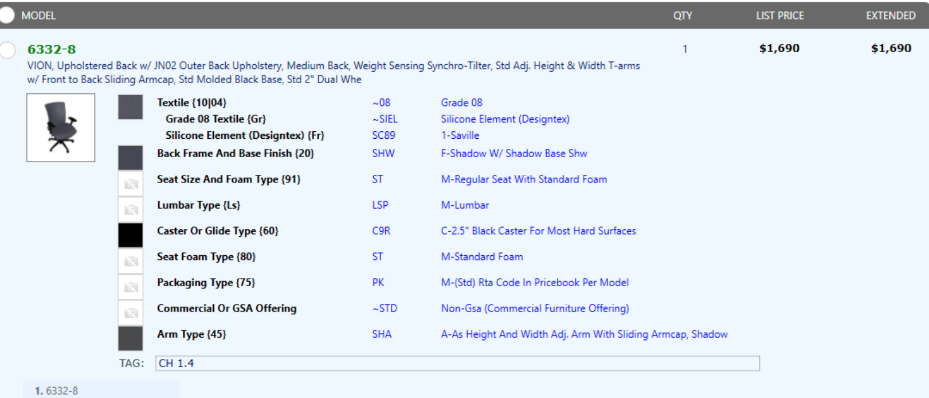 MODEL QTY LIST PRICE EXTENDED
6332-8 1 $1,690 $1,690
VION, Upholstered Back w/ JN02 Outer Back Upholstery, Medium Back, Weight Sensing Synchro-Tilter, Std Adj. Height & Width T-arms
w/ Front to Back Sliding Armcap, Std Molded Black Base, Std 2" Dual Whe
Textile {10|04} ~08 Grade 08
Grade 08 Textile {Gr} ~SIEL Silicone Element (Designtex)
Silicone Element (Designtex) {Fr} SC89 1-Saville
Back Frame And Base Finish {20} SHW F-Shadow W/ Shadow Base Shw
Seat Size And Foam Type {91} ST M-Regular Seat With Standard Foam
Lumbar Type {Ls} LSP M-Lumbar
Caster Or Glide Type {60} C9R C-2.5" Black Caster For Most Hard Surfaces
Seat Foam Type {80} ST M-Standard Foam
Packaging Type {75} PK M-(Std) Rta Code In Pricebook Per Model
Commercial Or GSA Offering ~STD Non-Gsa (Commercial Furniture Offering)
Arm Type {45} SHA A-As Height And Width Adj. Arm With Sliding Armcap, Shadow
TAG: CH 1.4
1. 6332-8